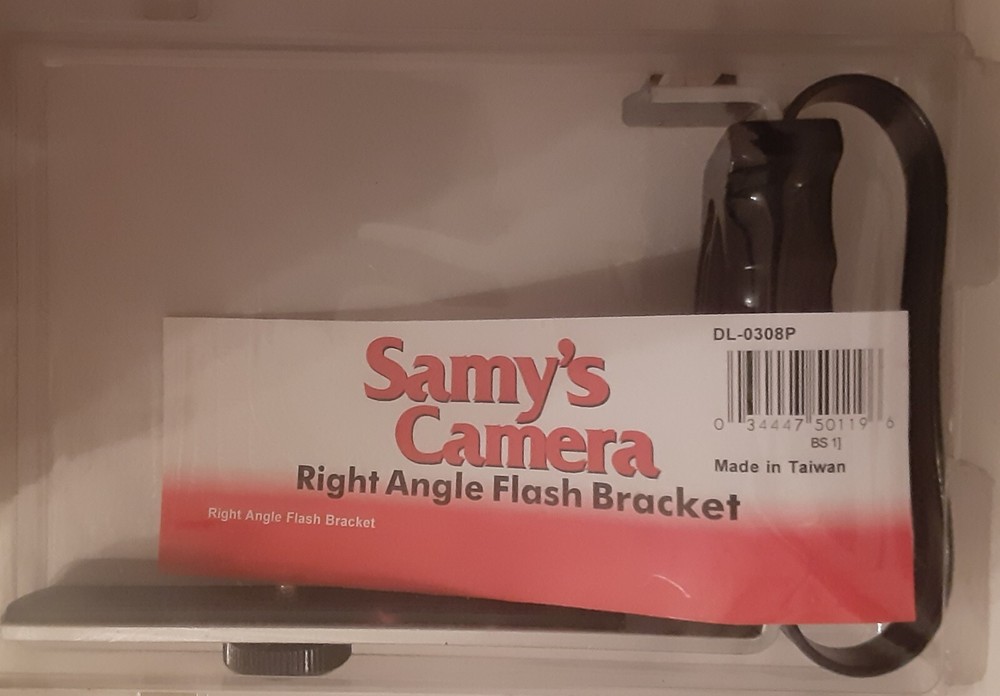 Samy's
Camera
Right Angle Flash Bracket
Right Angle Flash Bracket
DL-0308P
0 34447 50119 6
BS 1]
Made in Taiwan